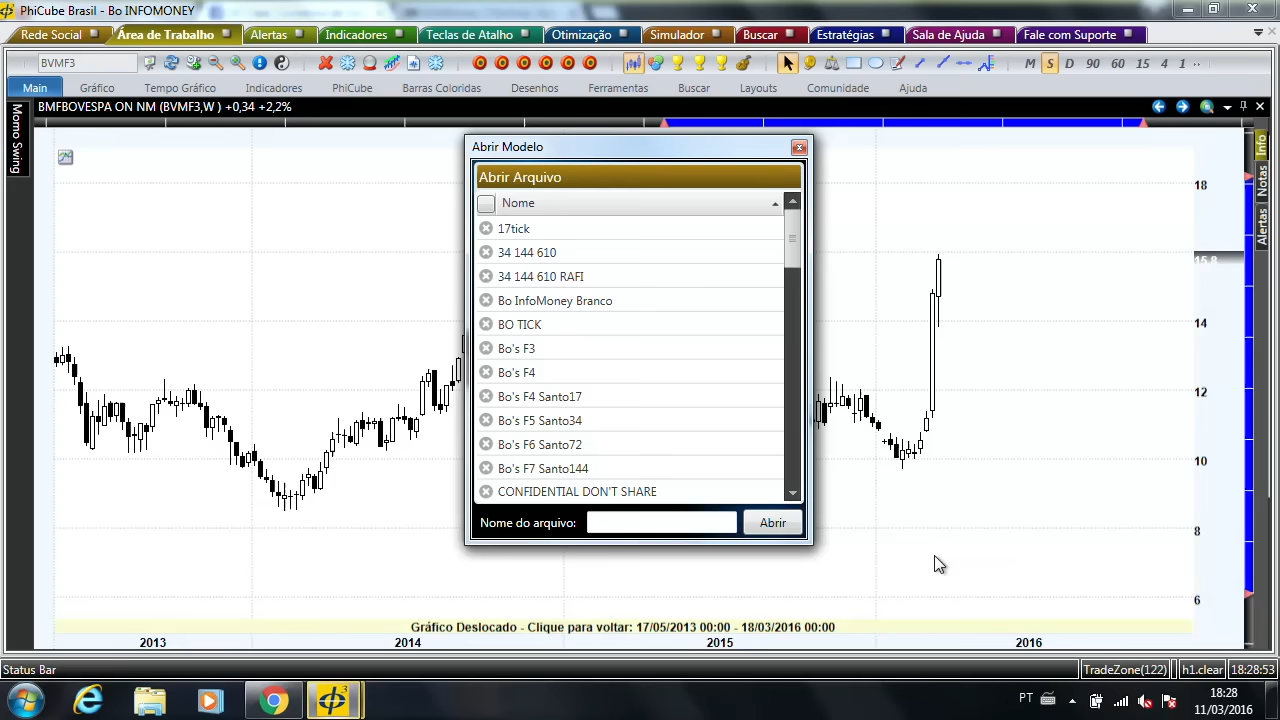 PhiCube Brasil - Bo INFOMONEY
Rede Social Área de Trabalho Alertas Indicadores Teclas de Atalho Otimização Simulador Buscar Estratégias Sala de Ajuda Fale com Suporte
BVMF3 M S D 90 60 15 4 1
Main Gráfico Tempo Gráfico Indicadores PhiCube Barras Coloridas Desenhos Ferramentas Buscar Layouts Comunidade Ajuda
BMFBOVESPA ON NM (BVMF3,W ) +0,34 +2,2%
Momo Swing
Info
Notas
Alertas
Abrir Modelo
Abrir Arquivo
Nome
17tick
34 144 610
34 144 610 RAFI
Bo InfoMoney Branco
BO TICK
Bo's F3
Bo's F4
Bo's F4 Santo17
Bo's F5 Santo34
Bo's F6 Santo72
Bo's F7 Santo144
CONFIDENTIAL DON'T SHARE
Nome do arquivo: Abrir
18
15,8
14
12
10
8
6
Gráfico Deslocado - Clique para voltar: 17/05/2013 00:00 - 18/03/2016 00:00
2013 2014 2015 2016
Status Bar TradeZone(122) h1.clear 18:28:53
PT 18:28
11/03/2016